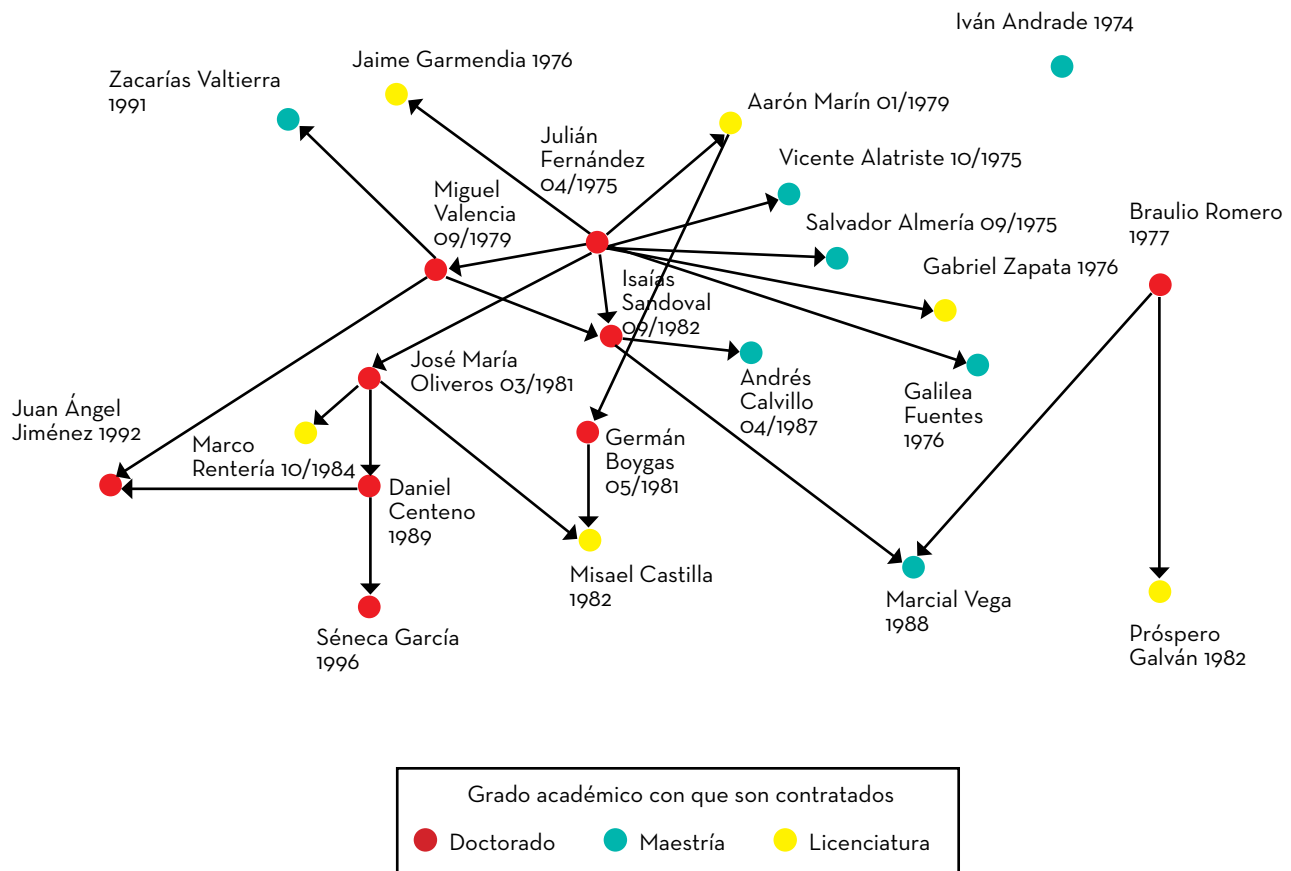 Iván Andrade 1974
Jaime Garmendia 1976
Zacarías Valtierra
1991
Aarón Marín 01/1979
Julián
Fernández
04/1975
Vicente Alatriste 10/1975
Miguel
Valencia
09/1979
Salvador Almería 09/1975
Braulio Romero
1977
Gabriel Zapata 1976
Isaías
Sandoval
09/1982
José María
Oliveros 03/1981
Andrés
Calvillo
04/1987
Galilea
Fuentes
1976
Juan Ángel
Jiménez 1992
Marco
Rentería 10/1984
Germán
Boygas
05/1981
Daniel
Centeno
1989
Misael Castilla
1982
Marcial Vega
1988
Séneca García
1996
Próspero
Galván 1982
Grado académico con que son contratados
Doctorado
Maestría
Licenciatura